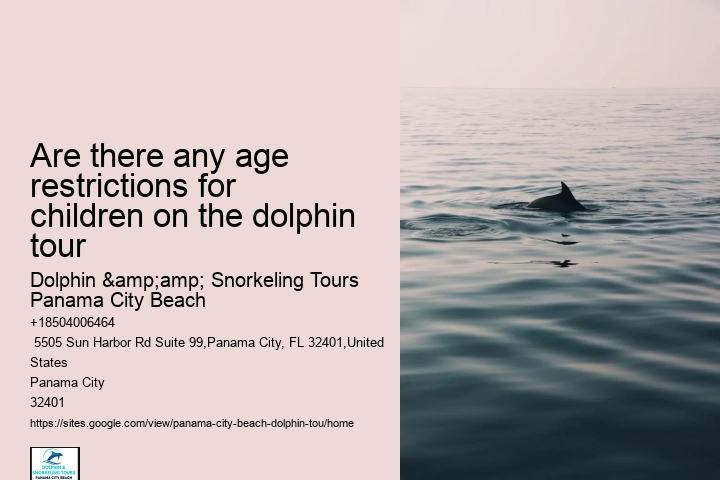 Are there any age
restrictions for
children on the dolphin
tour
Dolphin &amp;amp; Snorkeling Tours
Panama City Beach
+18504006464
5505 Sun Harbor Rd Suite 99,Panama City, FL 32401,United
States
Panama City
32401
https://sites.google.com/view/panama-city-beach-dolphin-tou/home
DOLPHIN &
SNORKELING TOURS
PANAMA CITY BEACH